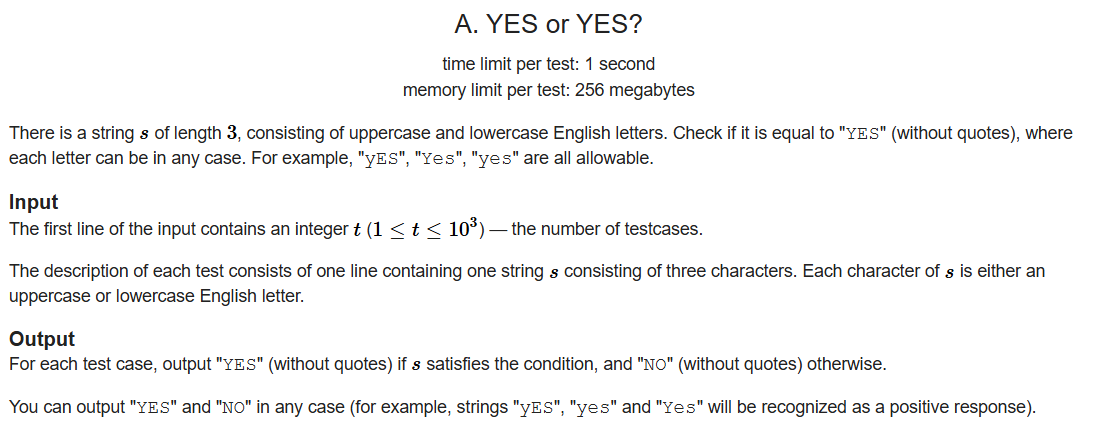 A. YES or YES?
time limit per test: 1 second
memory limit per test: 256 megabytes
There is a string s of length 3, consisting of uppercase and lowercase English letters. Check if it is equal to "YES" (without quotes), where
each letter can be in any case. For example, "yES", "Yes", "yes" are all allowable.
Input
The first line of the input contains an integer t (1 ≤ t ≤ 10³) — the number of testcases.
The description of each test consists of one line containing one string s consisting of three characters. Each character of s is either an
uppercase or lowercase English letter.
Output
For each test case, output "YES" (without quotes) if s satisfies the condition, and "NO" (without quotes) otherwise.
You can output "YES" and "NO" in any case (for example, strings "yES", "yes" and "Yes" will be recognized as a positive response).